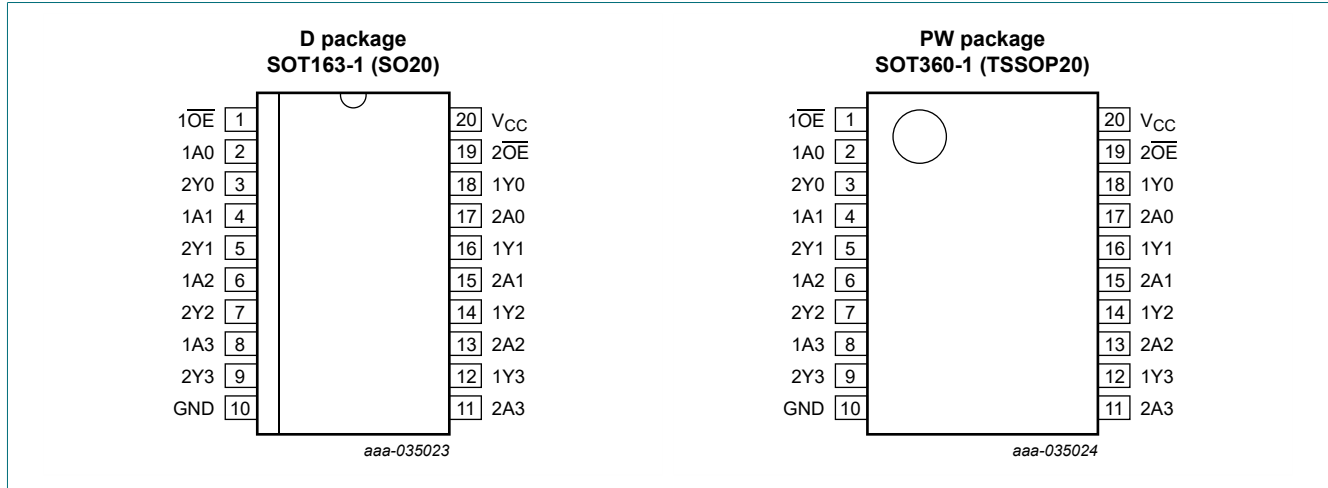 D package
SOT163-1 (SO20)
1O̅E̅ 1
1A0 2
2Y0 3
1A1 4
2Y1 5
1A2 6
2Y2 7
1A3 8
2Y3 9
GND 10
20 VCC
19 2O̅E̅
18 1Y0
17 2A0
16 1Y1
15 2A1
14 1Y2
13 2A2
12 1Y3
11 2A3
aaa-035023
PW package
SOT360-1 (TSSOP20)
1O̅E̅ 1
1A0 2
2Y0 3
1A1 4
2Y1 5
1A2 6
2Y2 7
1A3 8
2Y3 9
GND 10
20 VCC
19 2O̅E̅
18 1Y0
17 2A0
16 1Y1
15 2A1
14 1Y2
13 2A2
12 1Y3
11 2A3
aaa-035024